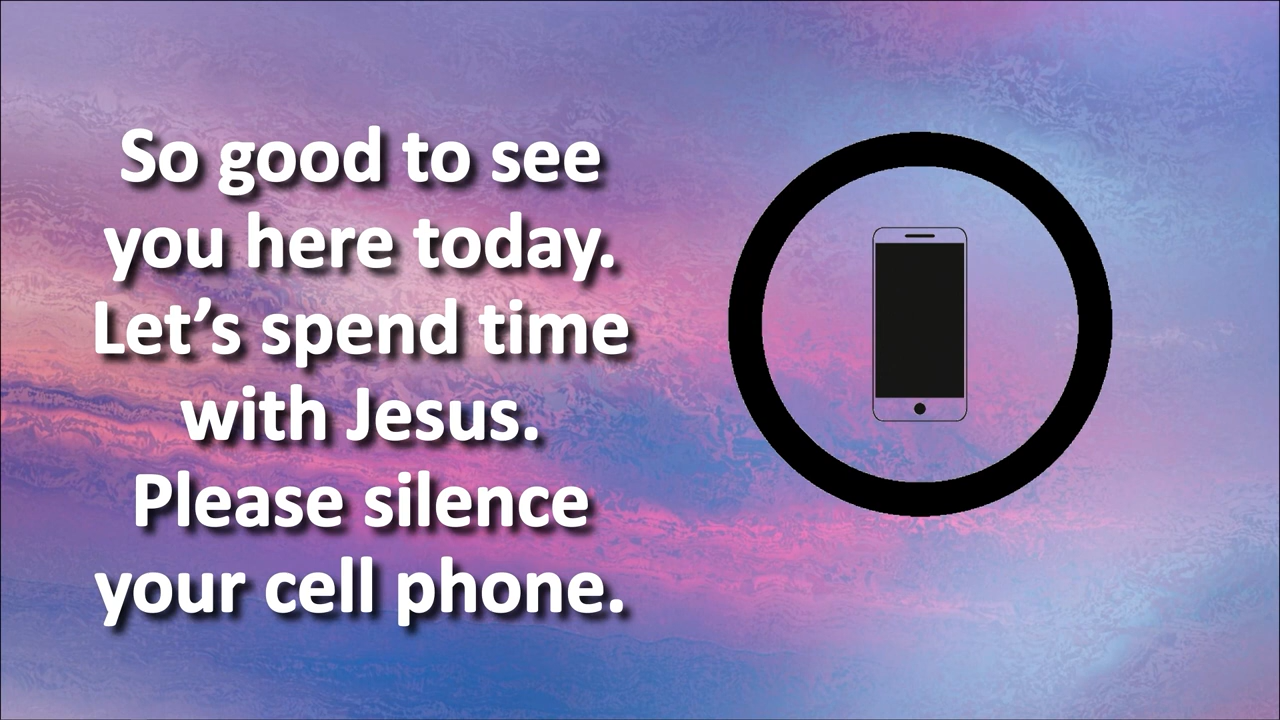 So good to see
you here today.
Let’s spend time
with Jesus.
Please silence
your cell phone.